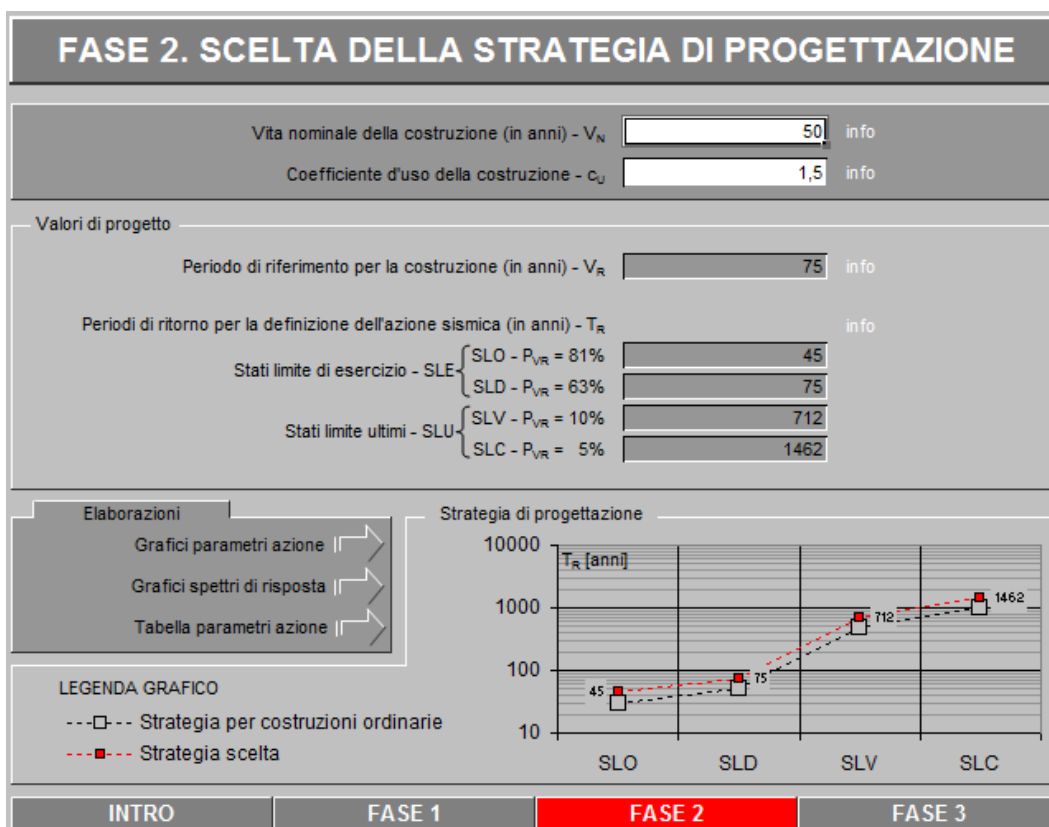 FASE 2. SCELTA DELLA STRATEGIA DI PROGETTAZIONE
Vita nominale della costruzione (in anni) - VN 50 info
Coefficiente d'uso della costruzione - cU 1,5 info
Valori di progetto
Periodo di riferimento per la costruzione (in anni) - VR 75 info
Periodi di ritorno per la definizione dell'azione sismica (in anni) - TR info
Stati limite di esercizio - SLE
SLO - PVR = 81% 45
SLD - PVR = 63% 75
Stati limite ultimi - SLU
SLV - PVR = 10% 712
SLC - PVR = 5% 1462
Elaborazioni
Grafici parametri azione
Grafici spettri di risposta
Tabella parametri azione
Strategia di progettazione
TR [anni]
10000
1000
100
10
45
75
712
1462
SLO SLD SLV SLC
LEGENDA GRAFICO
Strategia per costruzioni ordinarie
Strategia scelta
INTRO FASE 1 FASE 2 FASE 3